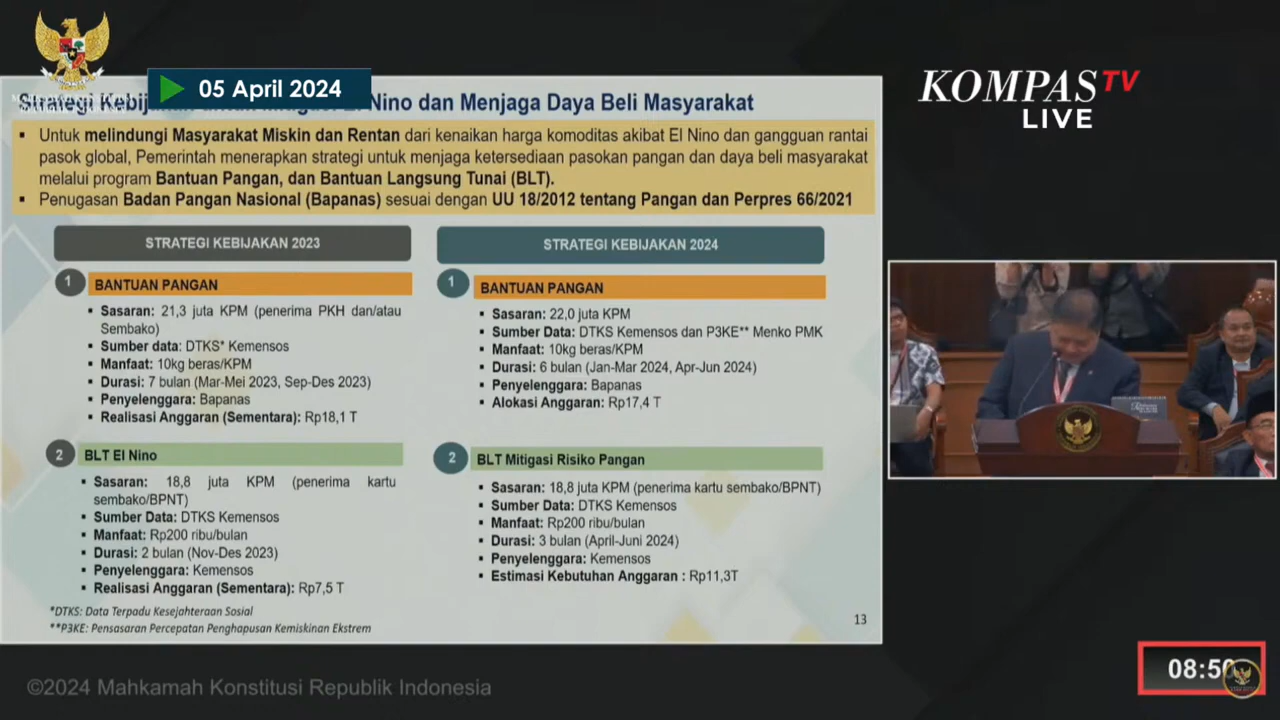 05 April 2024
KOMPAS TV
LIVE
Nino dan Menjaga Daya Beli Masyarakat
▪ Untuk melindungi Masyarakat Miskin dan Rentan dari kenaikan harga komoditas akibat El Nino dan gangguan rantai
pasok global, Pemerintah menerapkan strategi untuk menjaga ketersediaan pasokan pangan dan daya beli masyarakat
melalui program Bantuan Pangan, dan Bantuan Langsung Tunai (BLT).
▪ Penugasan Badan Pangan Nasional (Bapanas) sesuai dengan UU 18/2012 tentang Pangan dan Perpres 66/2021
STRATEGI KEBIJAKAN 2023
1 BANTUAN PANGAN
▪ Sasaran: 21,3 juta KPM (penerima PKH dan/atau
Sembako)
▪ Sumber data: DTKS* Kemensos
▪ Manfaat: 10kg beras/KPM
▪ Durasi: 7 bulan (Mar-Mei 2023, Sep-Des 2023)
▪ Penyelenggara: Bapanas
▪ Realisasi Anggaran (Sementara): Rp18,1 T
2 BLT El Nino
▪ Sasaran: 18,8 juta KPM (penerima kartu
sembako/BPNT)
▪ Sumber Data: DTKS Kemensos
▪ Manfaat: Rp200 ribu/bulan
▪ Durasi: 2 bulan (Nov-Des 2023)
▪ Penyelenggara: Kemensos
▪ Realisasi Anggaran (Sementara): Rp7,5 T
STRATEGI KEBIJAKAN 2024
1 BANTUAN PANGAN
▪ Sasaran: 22,0 juta KPM
▪ Sumber Data: DTKS Kemensos dan P3KE** Menko PMK
▪ Manfaat: 10kg beras/KPM
▪ Durasi: 6 bulan (Jan-Mar 2024, Apr-Jun 2024)
▪ Penyelenggara: Bapanas
▪ Alokasi Anggaran: Rp17,4 T
2 BLT Mitigasi Risiko Pangan
▪ Sasaran: 18,8 juta KPM (penerima kartu sembako/BPNT)
▪ Sumber Data: DTKS Kemensos
▪ Manfaat: Rp200 ribu/bulan
▪ Durasi: 3 bulan (April-Juni 2024)
▪ Penyelenggara: Kemensos
▪ Estimasi Kebutuhan Anggaran : Rp11,3T
*DTKS: Data Terpadu Kesejahteraan Sosial
**P3KE: Pensasaran Percepatan Penghapusan Kemiskinan Ekstrem
13
©2024 Mahkamah Konstitusi Republik Indonesia
08:50